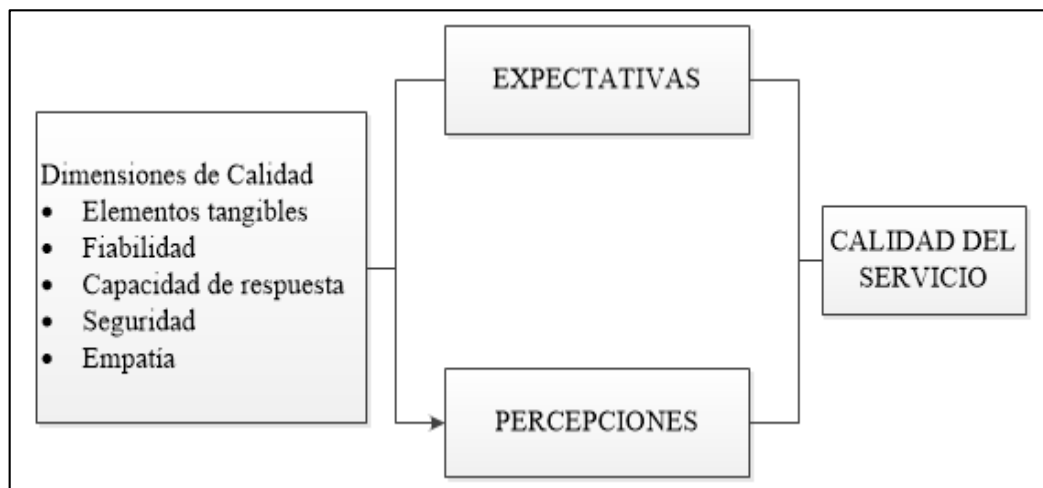 EXPECTATIVAS
Dimensiones de Calidad
• Elementos tangibles
• Fiabilidad
• Capacidad de respuesta
• Seguridad
• Empatía
CALIDAD DEL
SERVICIO
PERCEPCIONES